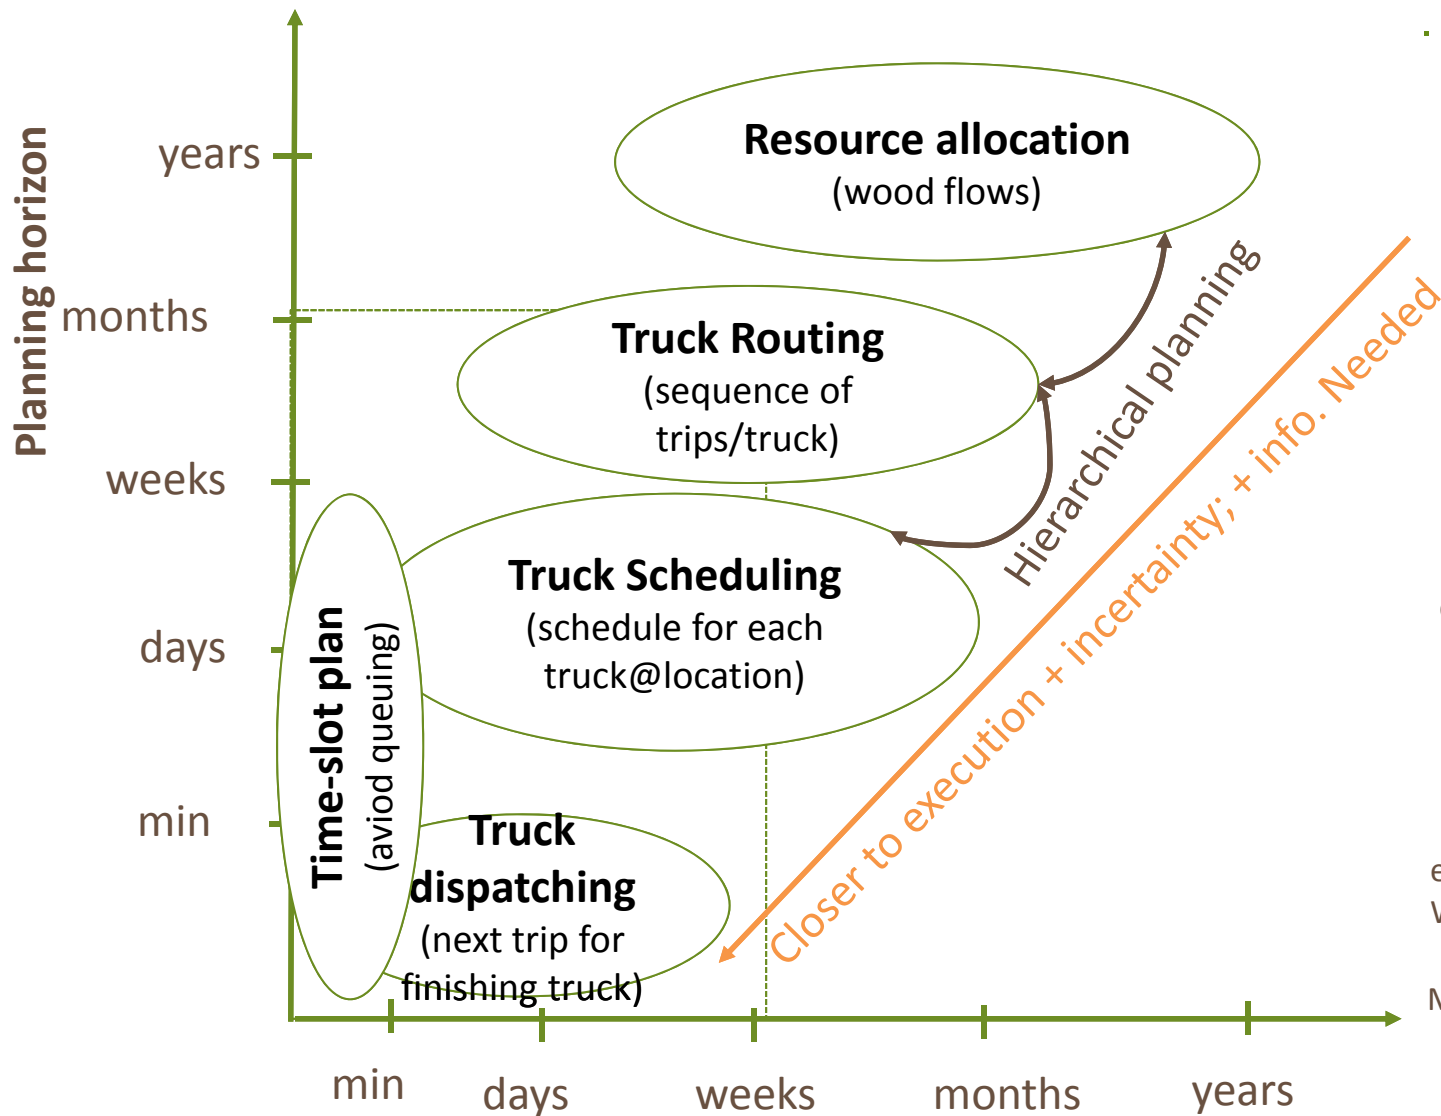 Planning horizon
years
months
weeks
days
min
Resource allocation
(wood flows)
Truck Routing
(sequence of
trips/truck)
Truck Scheduling
(schedule for each
truck@location)
Time-slot plan
(aviod queuing)
Truck
dispatching
(next trip for
finishing truck)
Hierarchical planning
Closer to execution + incertainty; + info. Needed
min
days
weeks
months
years